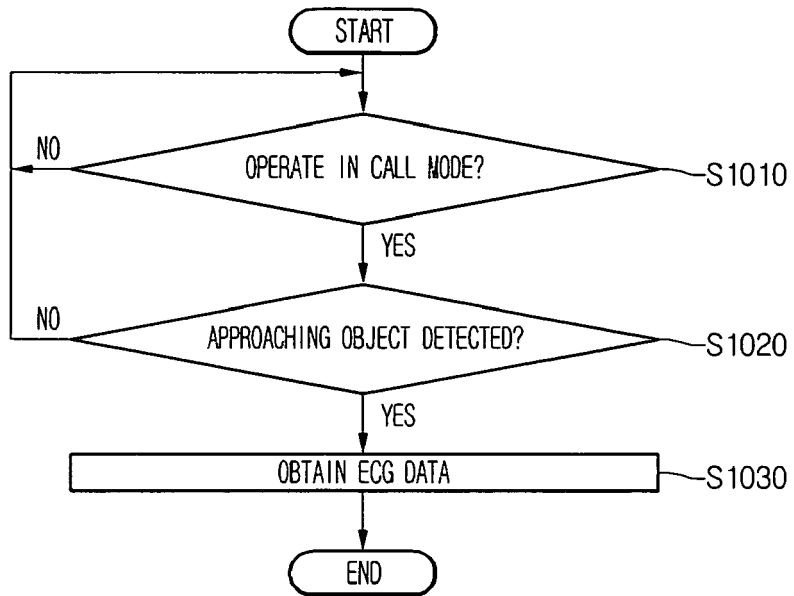 START
NO
OPERATE IN CALL MODE?
S1010
YES
NO
APPROACHING OBJECT DETECTED?
S1020
YES
OBTAIN ECG DATA
S1030
END